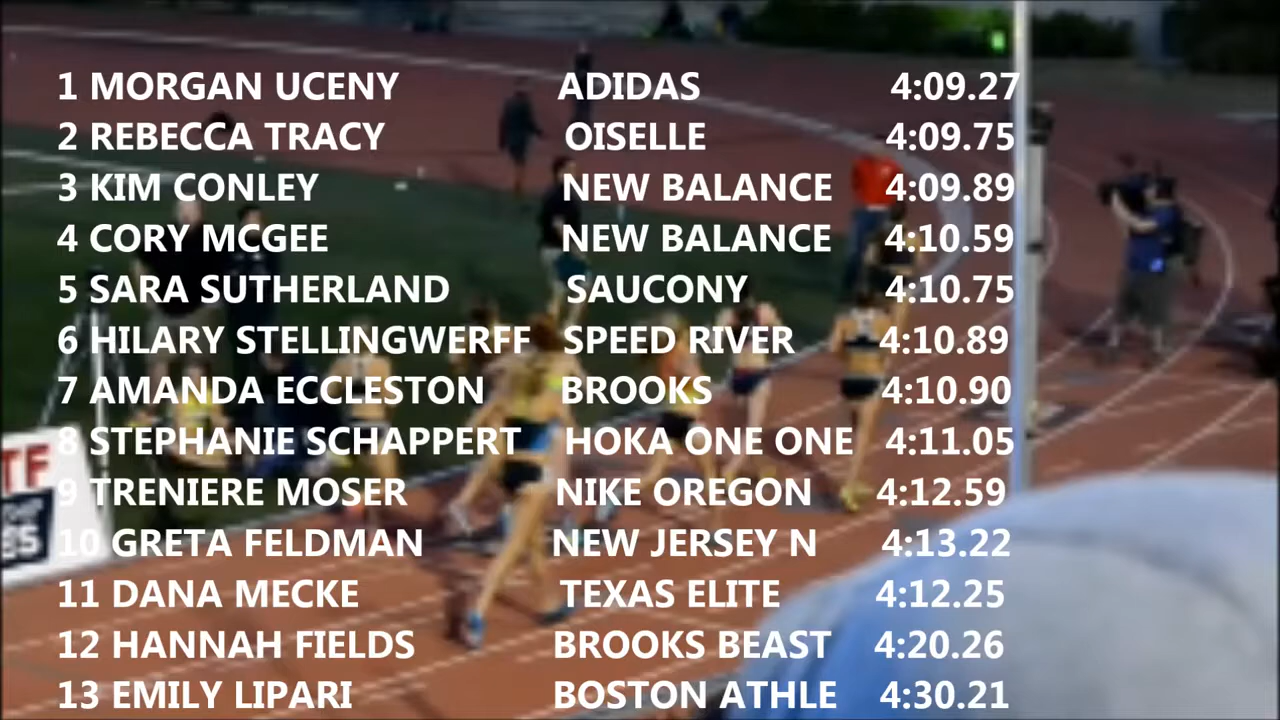 1 MORGAN UCENY ADIDAS 4:09.27
2 REBECCA TRACY OISELLE 4:09.75
3 KIM CONLEY NEW BALANCE 4:09.89
4 CORY MCGEE NEW BALANCE 4:10.59
5 SARA SUTHERLAND SAUCONY 4:10.75
6 HILARY STELLINGWERFF SPEED RIVER 4:10.89
7 AMANDA ECCLESTON BROOKS 4:10.90
8 STEPHANIE SCHAPPERT HOKA ONE ONE 4:11.05
TF
9 TRENIERE MOSER NIKE OREGON 4:12.59
10 GRETA FELDMAN NEW JERSEY N 4:13.22
11 DANA MECKE TEXAS ELITE 4:12.25
12 HANNAH FIELDS BROOKS BEAST 4:20.26
13 EMILY LIPARI BOSTON ATHLE 4:30.21